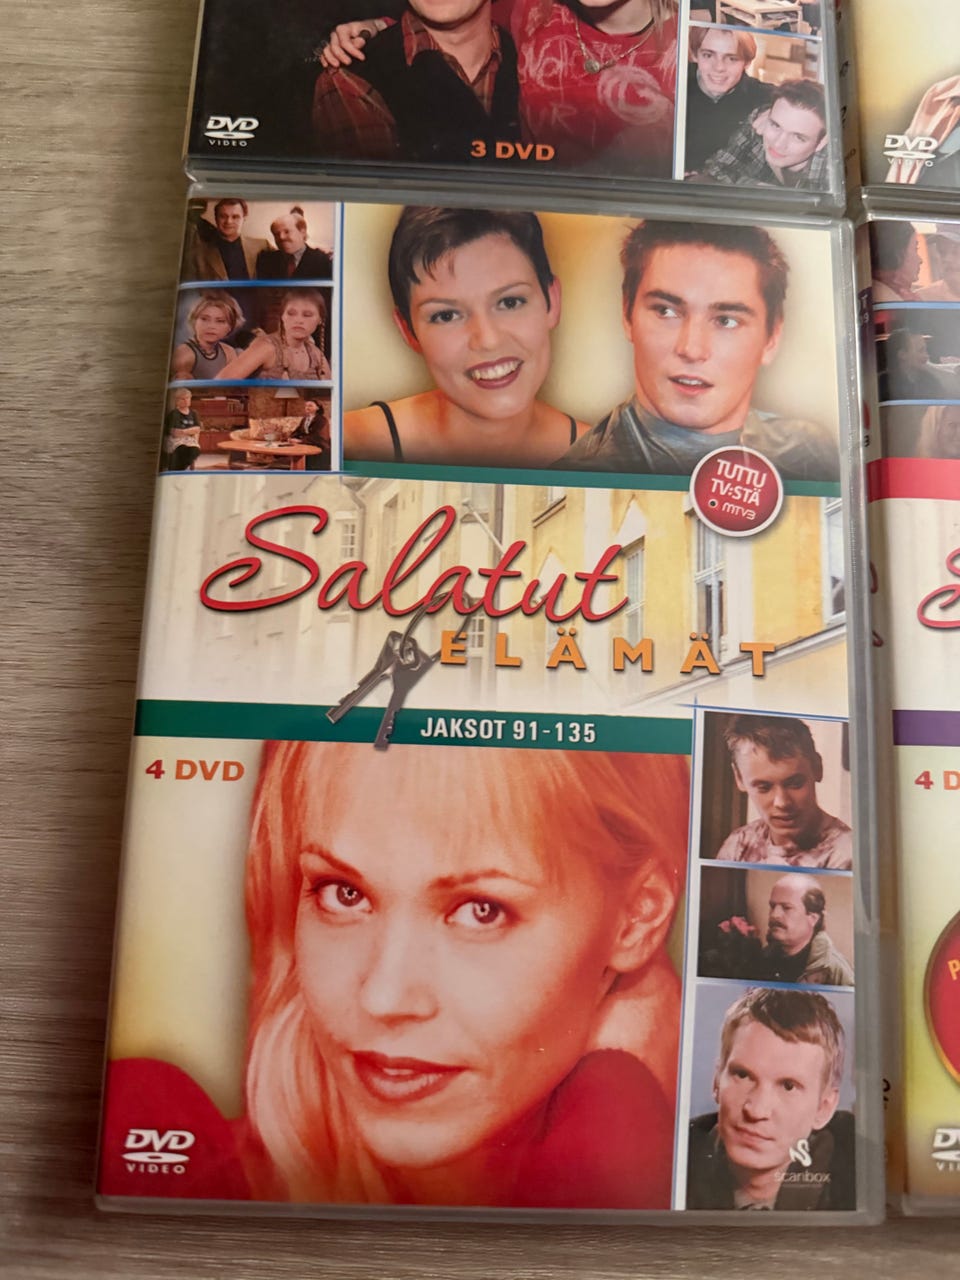 DVD
VIDEO
3 DVD
DVD
VIDEO
TUTTU
TV:STÄ
MTV3
Salatut
ELÄMÄT
JAKSOT 91-135
4 DVD
4 D
DVD
VIDEO
scanbox